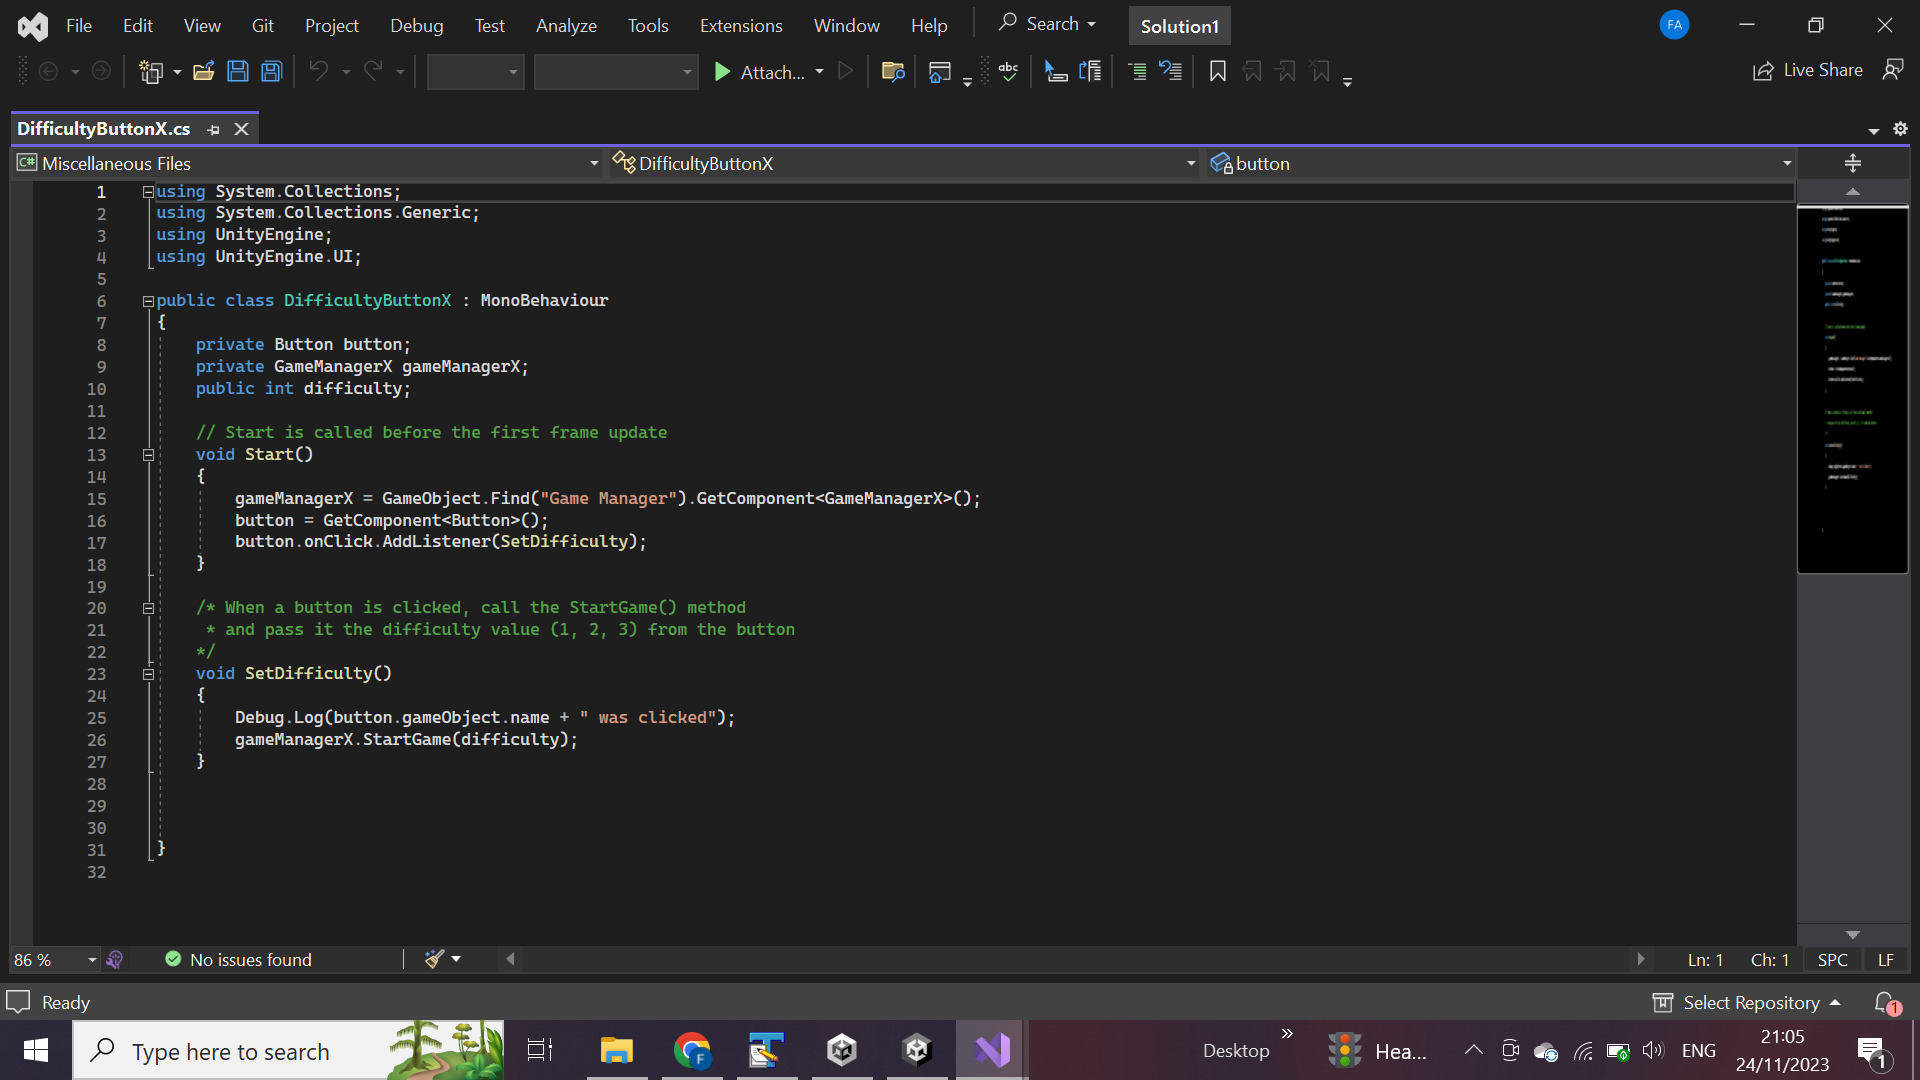 File Edit View Git Project Debug Test Analyze Tools Extensions Window Help Search Solution1 FA
Attach... abc Live Share
DifficultyButtonX.cs
C# Miscellaneous Files DifficultyButtonX button
1 using System.Collections;
2 using System.Collections.Generic;
3 using UnityEngine;
4 using UnityEngine.UI;
5
6 public class DifficultyButtonX : MonoBehaviour
7 {
8 private Button button;
9 private GameManagerX gameManagerX;
10 public int difficulty;
11
12 // Start is called before the first frame update
13 void Start()
14 {
15 gameManagerX = GameObject.Find("Game Manager").GetComponent<GameManagerX>();
16 button = GetComponent<Button>();
17 button.onClick.AddListener(SetDifficulty);
18 }
19
20 /* When a button is clicked, call the StartGame() method
21 * and pass it the difficulty value (1, 2, 3) from the button
22 */
23 void SetDifficulty()
24 {
25 Debug.Log(button.gameObject.name + " was clicked");
26 gameManagerX.StartGame(difficulty);
27 }
28
29
30
31 }
32
86 % No issues found Ln: 1 Ch: 1 SPC LF
Ready Select Repository 1
Type here to search F Desktop » Hea... ENG 21:05
24/11/2023 1